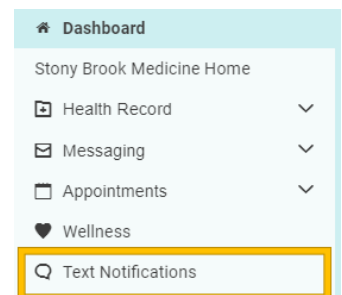 Dashboard
Stony Brook Medicine Home
Health Record
Messaging
Appointments
Wellness
Text Notifications